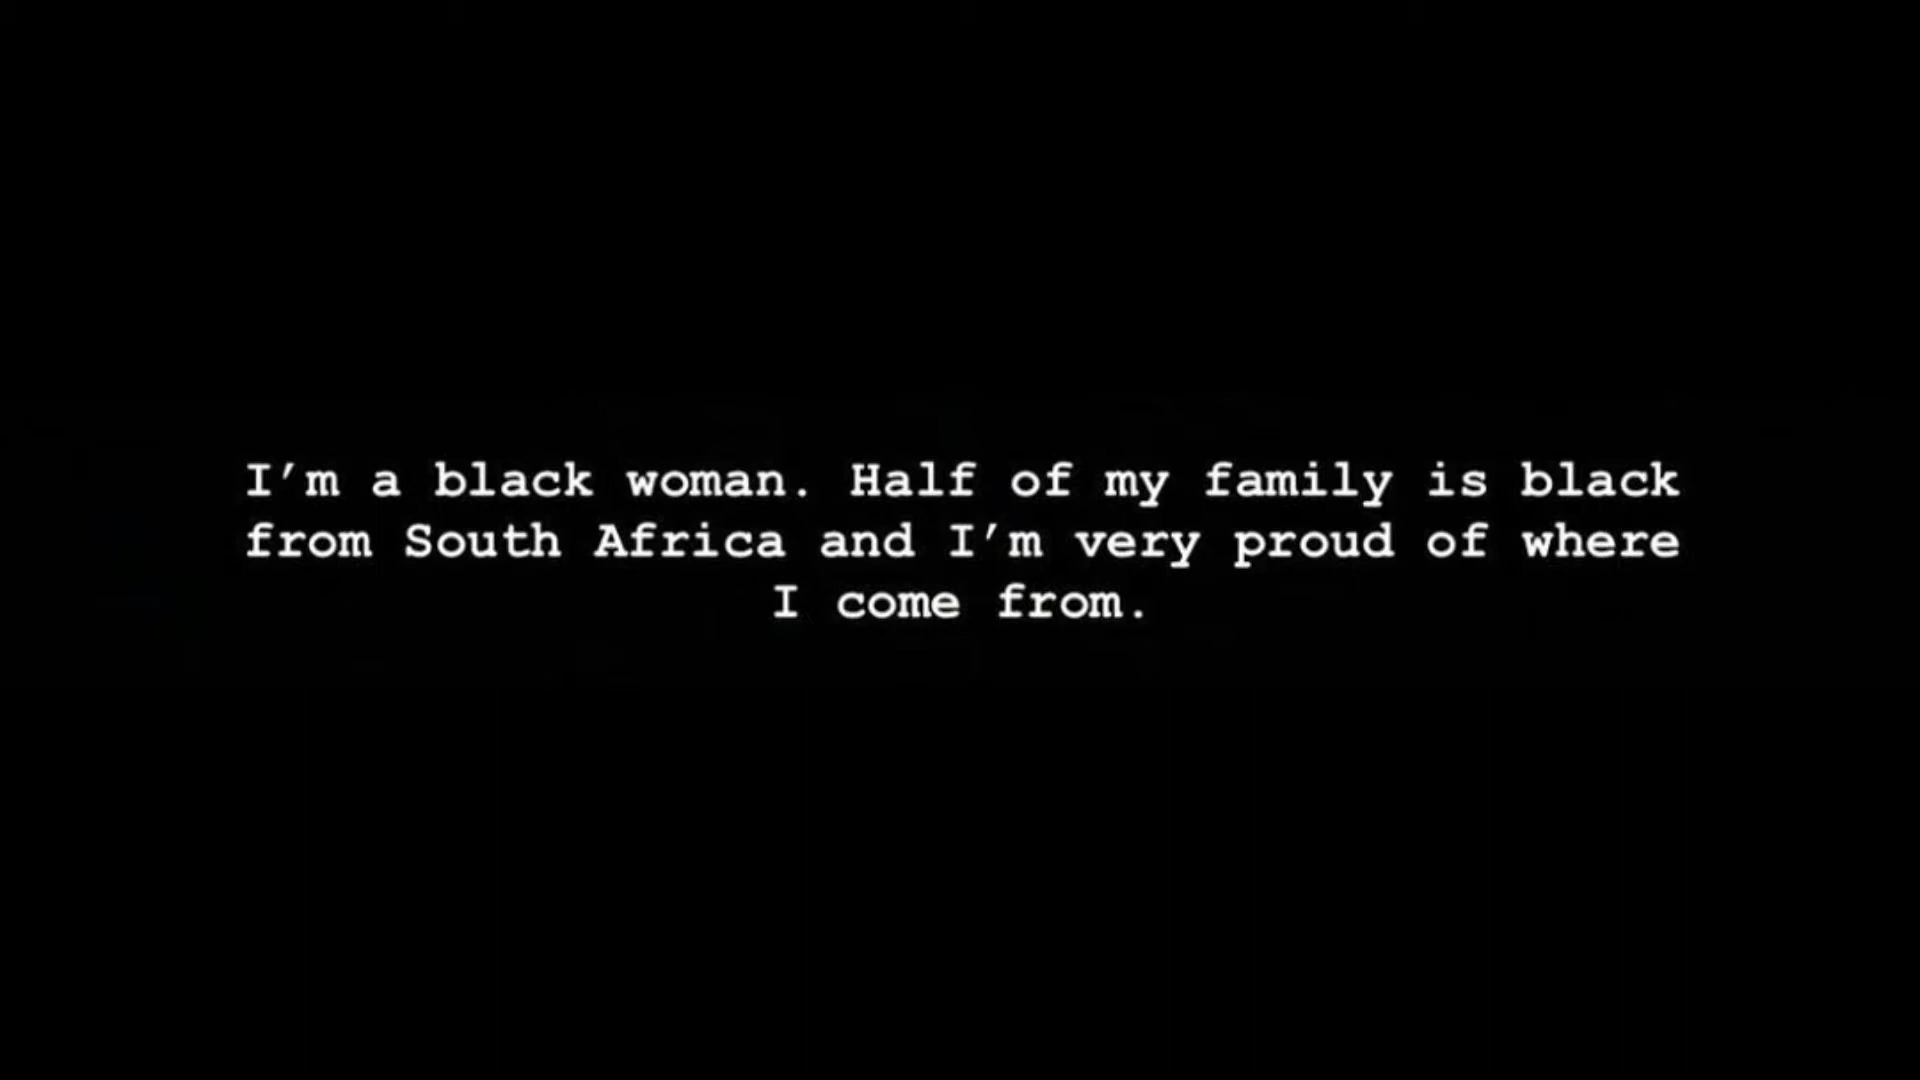 I’m a black woman. Half of my family is black
from South Africa and I’m very proud of where
I come from.